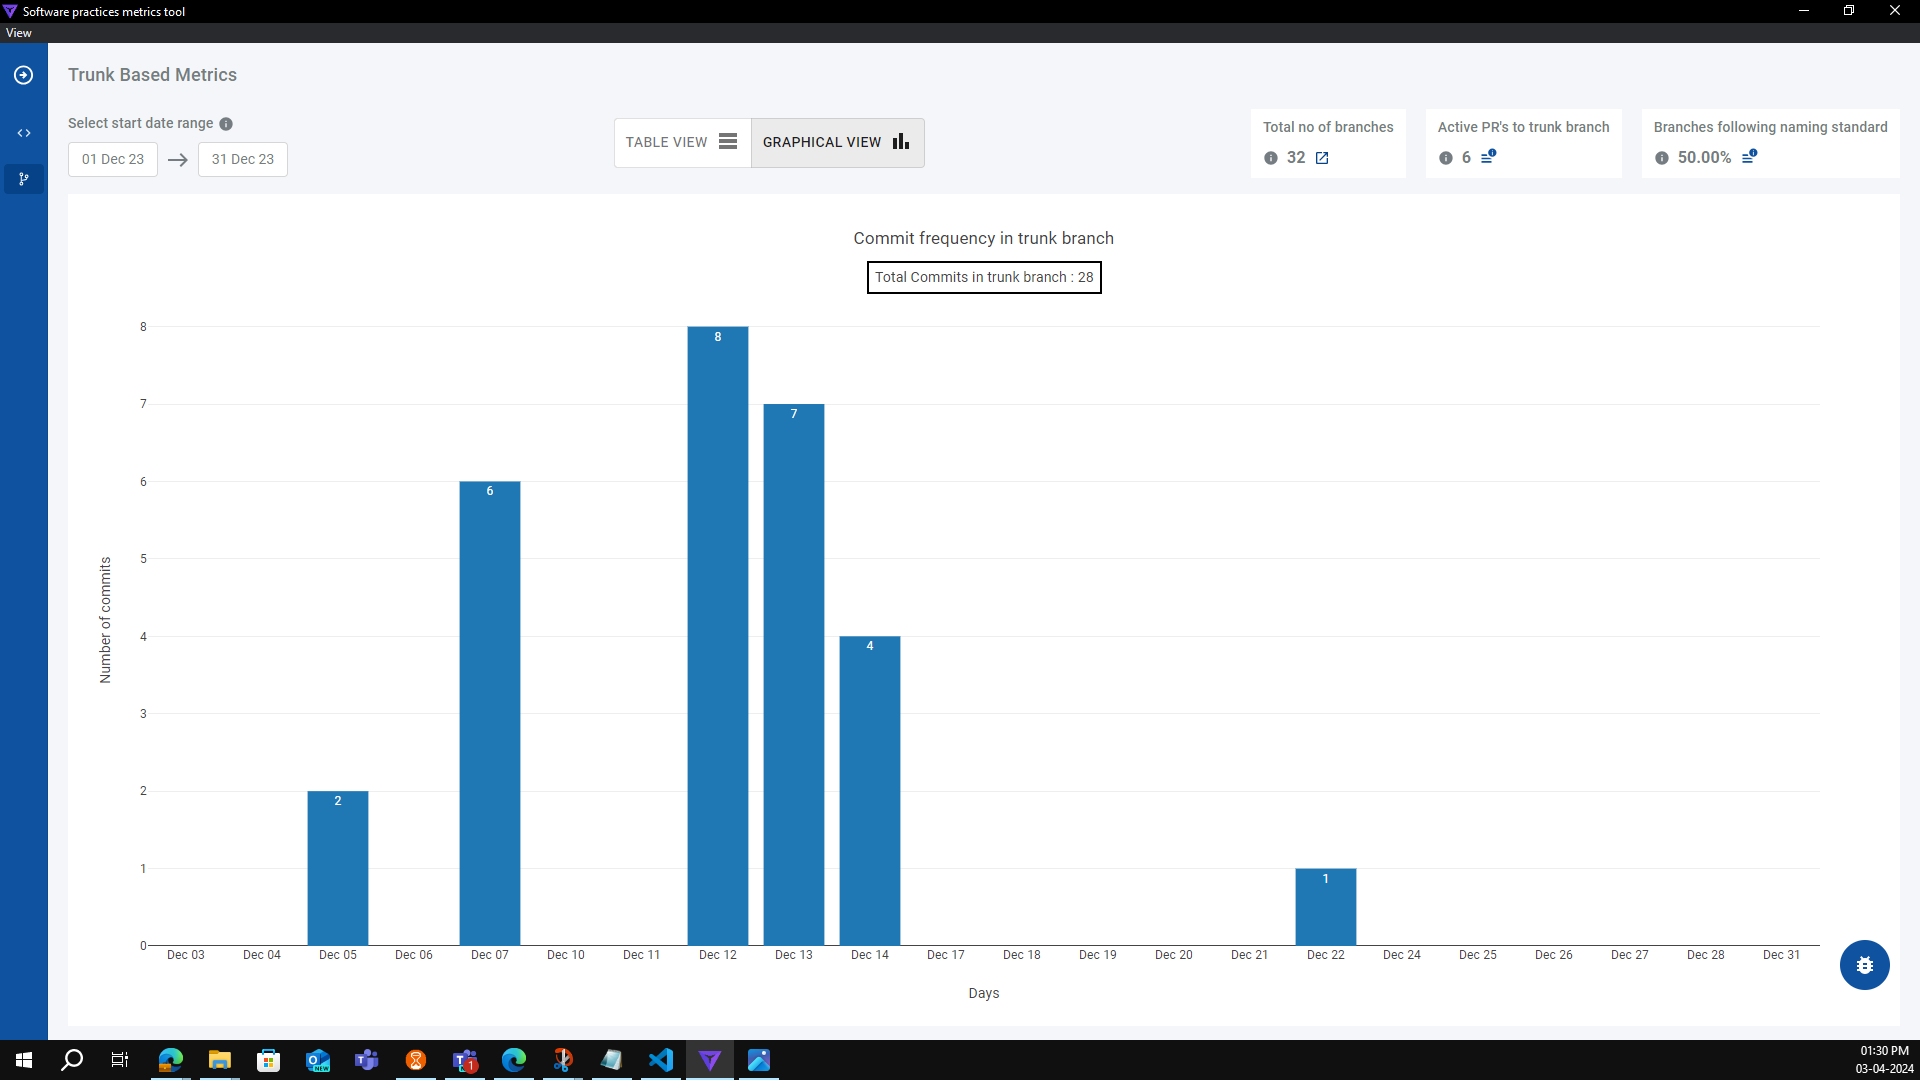 Software practices metrics tool
View
Trunk Based Metrics
Select start date range
01 Dec 23
31 Dec 23
TABLE VIEW
GRAPHICAL VIEW
Total no of branches
32
Active PR's to trunk branch
6
Branches following naming standard
50.00%
Commit frequency in trunk branch
Total Commits in trunk branch : 28
Number of commits
8
7
6
5
4
3
2
1
0
2
6
8
7
4
1
Dec 03 Dec 04 Dec 05 Dec 06 Dec 07 Dec 10 Dec 11 Dec 12 Dec 13 Dec 14 Dec 17 Dec 18 Dec 19 Dec 20 Dec 21 Dec 22 Dec 24 Dec 25 Dec 26 Dec 27 Dec 28 Dec 31
Days
NEW
1
01:30 PM
03-04-2024